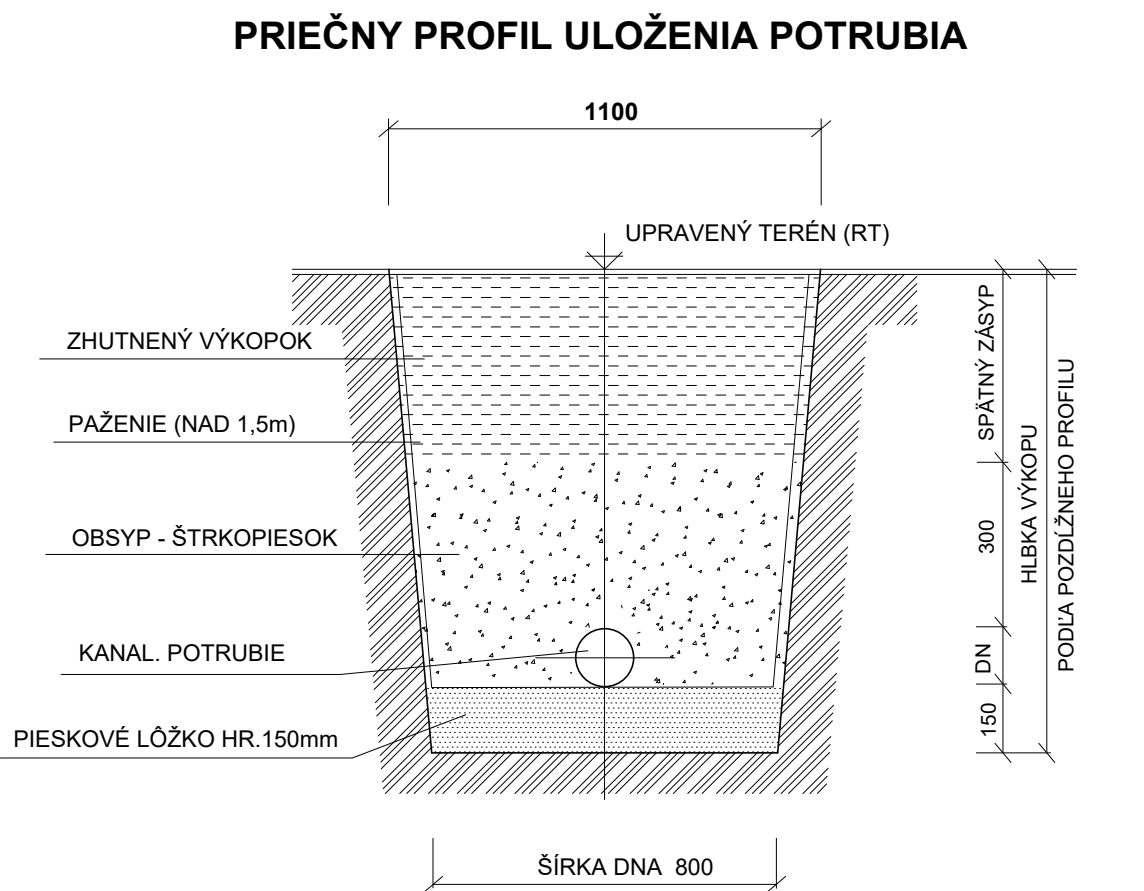 PRIEČNY PROFIL ULOŽENIA POTRUBIA
1100
UPRAVENÝ TERÉN (RT)
ZHUTNENÝ VÝKOPOK
PAŽENIE (NAD 1,5m)
OBSYP - ŠTRKOPIESOK
KANAL. POTRUBIE
PIESKOVÉ LÔŽKO HR.150mm
SPÄTNÝ ZÁSYP
300
DN
150
HLBKA VÝKOPU
PODĽA POZDĹŽNEHO PROFILU
ŠÍRKA DNA 800